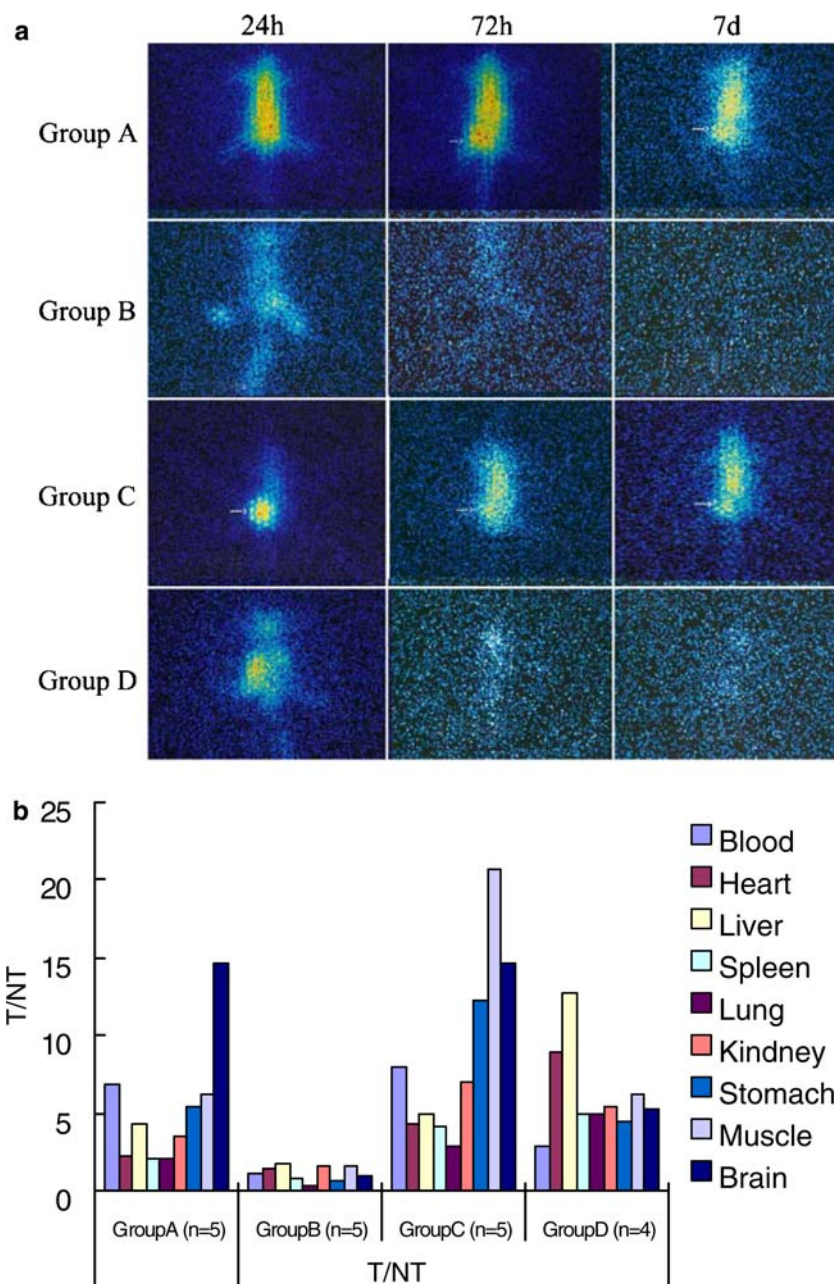 a
24h 72h 7d
Group A
Group B
Group C
Group D
b
25
20
15
10
5
0
T/NT
GroupA (n=5) GroupB (n=5) GroupC (n=5) GroupD (n=4)
T/NT
Blood
Heart
Liver
Spleen
Lung
Kindney
Stomach
Muscle
Brain